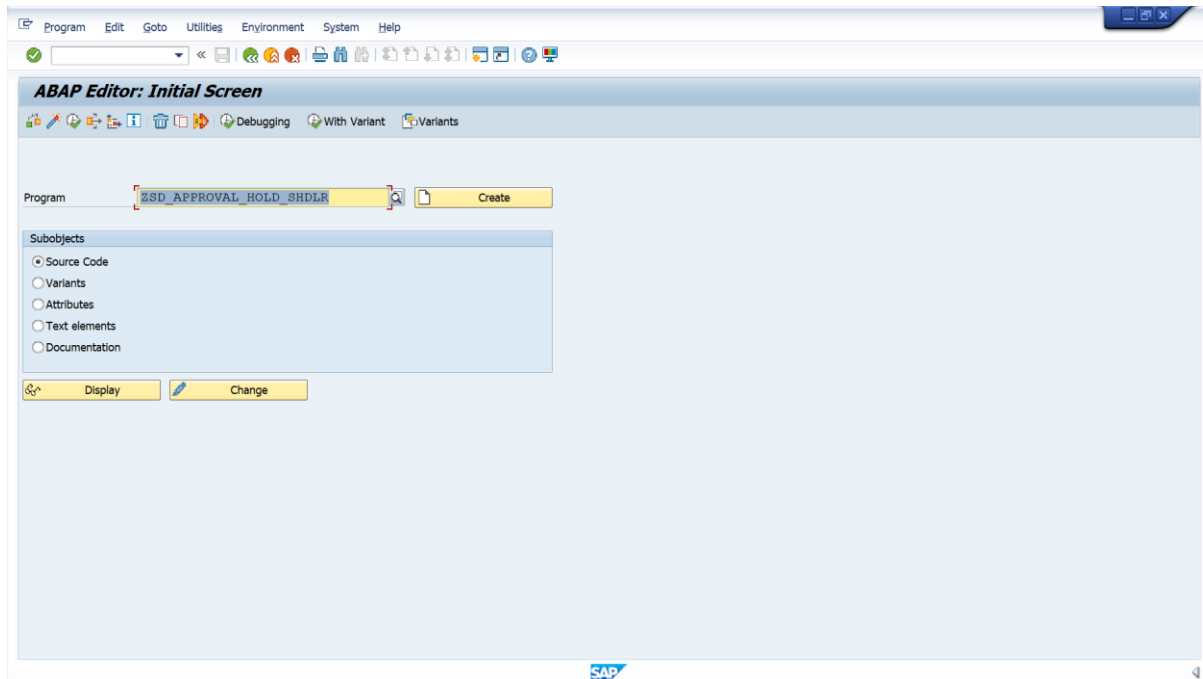 Program Edit Goto Utilities Environment System Help
ABAP Editor: Initial Screen
Debugging With Variant Variants
Program ZSD_APPROVAL_HOLD_SHDLR Create
Subobjects
Source Code
Variants
Attributes
Text elements
Documentation
Display Change
SAP